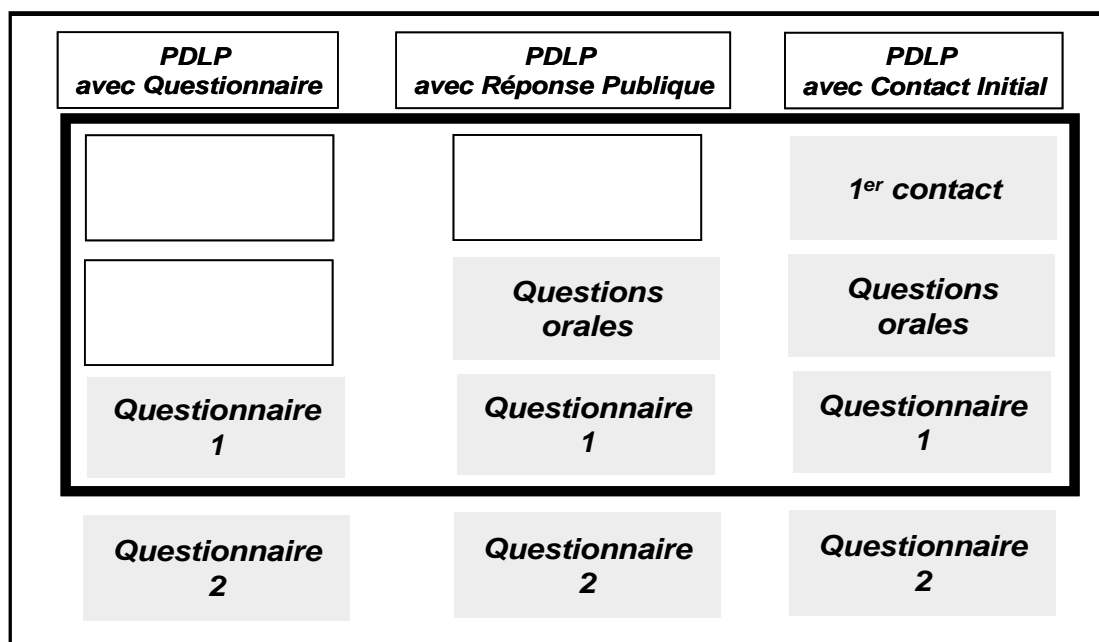 PDLP
avec Questionnaire
PDLP
avec Réponse Publique
PDLP
avec Contact Initial
1er contact
Questions
orales
Questions
orales
Questionnaire
1
Questionnaire
1
Questionnaire
1
Questionnaire
2
Questionnaire
2
Questionnaire
2